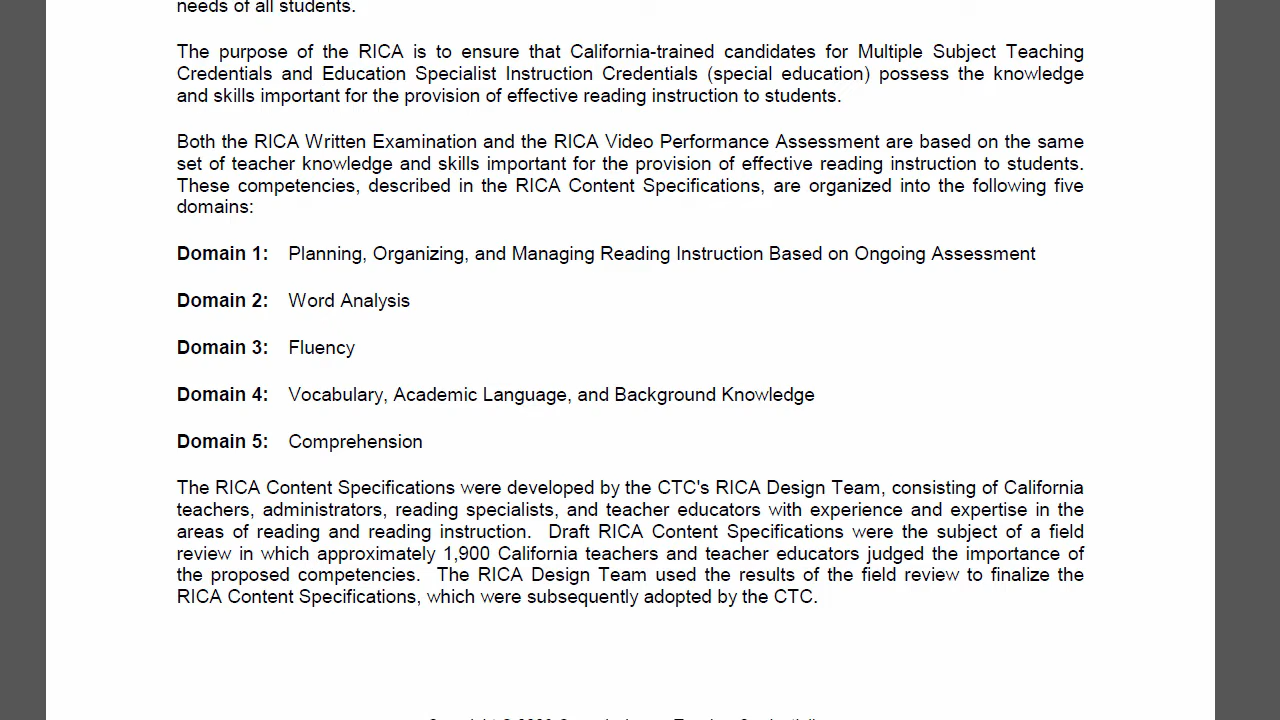 needs of all students.
The purpose of the RICA is to ensure that California-trained candidates for Multiple Subject Teaching
Credentials and Education Specialist Instruction Credentials (special education) possess the knowledge
and skills important for the provision of effective reading instruction to students.
Both the RICA Written Examination and the RICA Video Performance Assessment are based on the same
set of teacher knowledge and skills important for the provision of effective reading instruction to students.
These competencies, described in the RICA Content Specifications, are organized into the following five
domains:
Domain 1: Planning, Organizing, and Managing Reading Instruction Based on Ongoing Assessment
Domain 2: Word Analysis
Domain 3: Fluency
Domain 4: Vocabulary, Academic Language, and Background Knowledge
Domain 5: Comprehension
The RICA Content Specifications were developed by the CTC's RICA Design Team, consisting of California
teachers, administrators, reading specialists, and teacher educators with experience and expertise in the
areas of reading and reading instruction. Draft RICA Content Specifications were the subject of a field
review in which approximately 1,900 California teachers and teacher educators judged the importance of
the proposed competencies. The RICA Design Team used the results of the field review to finalize the
RICA Content Specifications, which were subsequently adopted by the CTC.